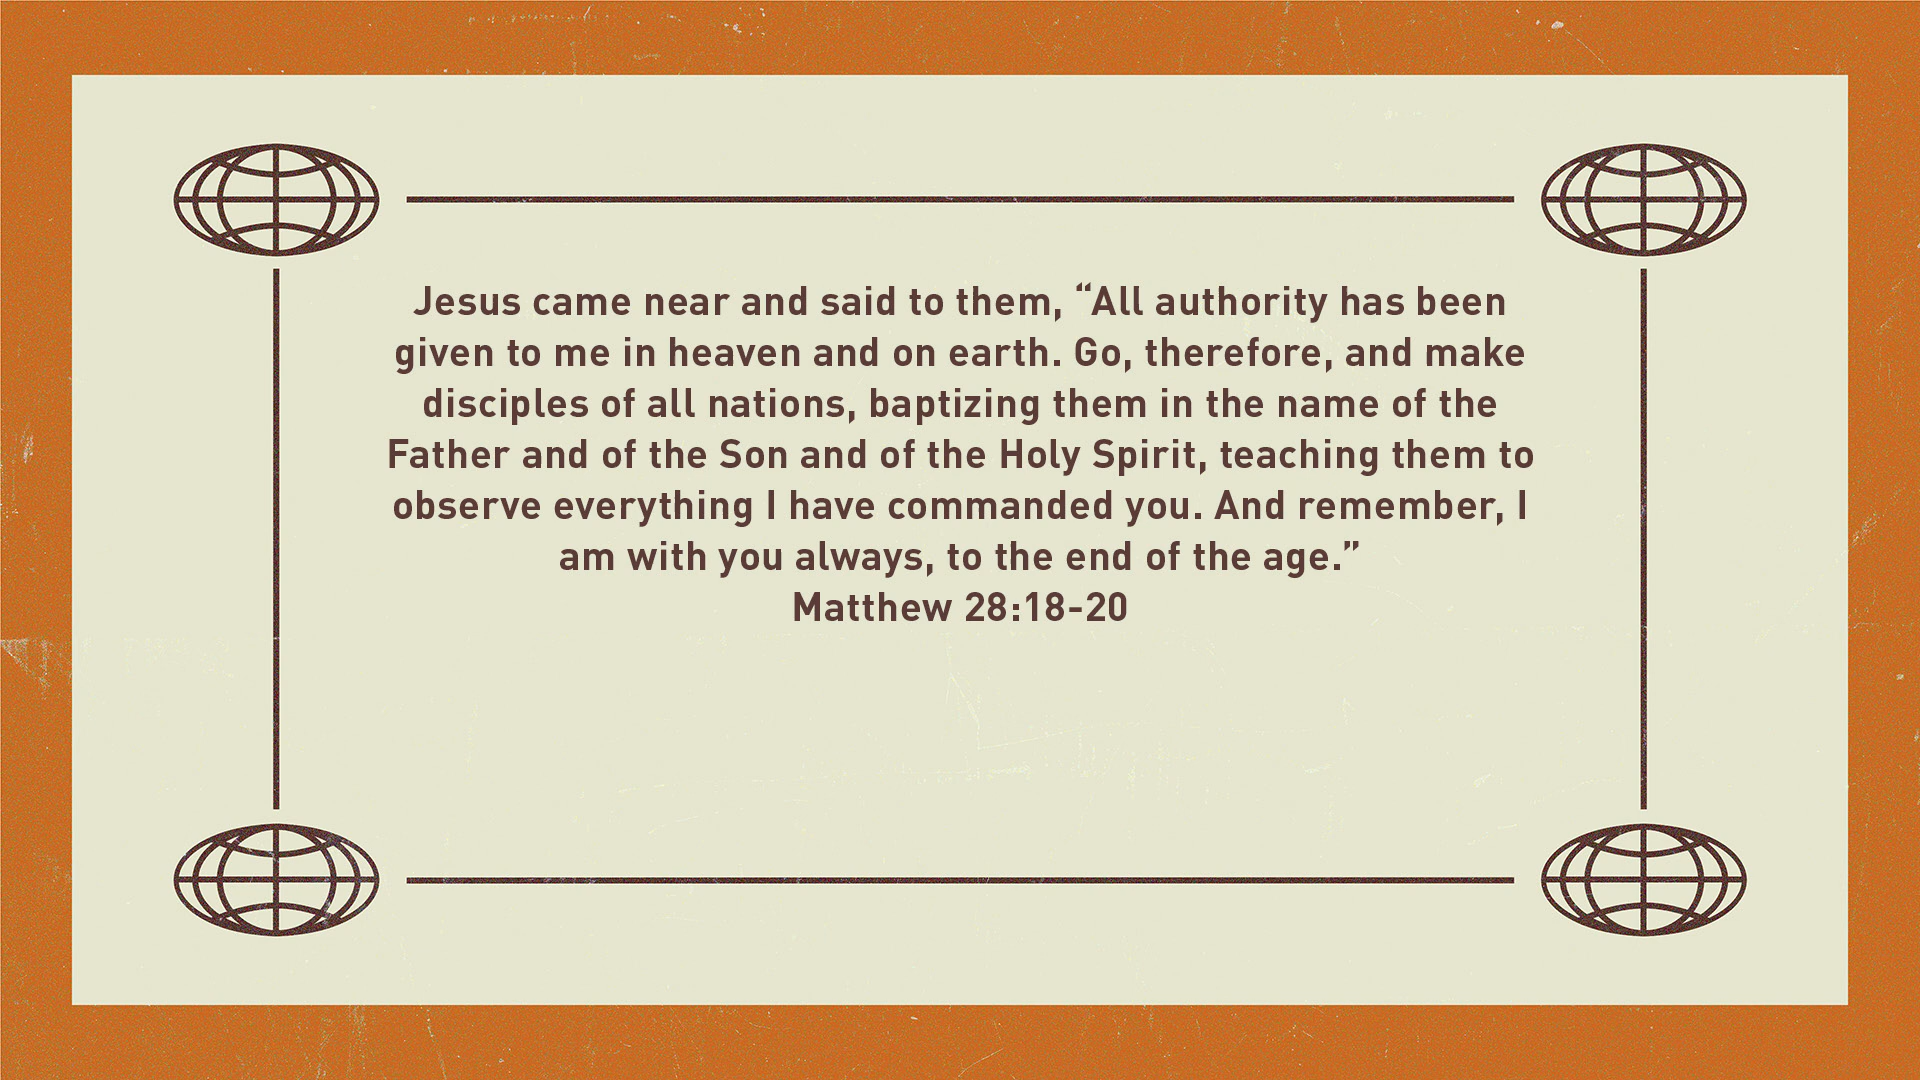 Jesus came near and said to them, “All authority has been
given to me in heaven and on earth. Go, therefore, and make
disciples of all nations, baptizing them in the name of the
Father and of the Son and of the Holy Spirit, teaching them to
observe everything I have commanded you. And remember, I
am with you always, to the end of the age.”
Matthew 28:18-20